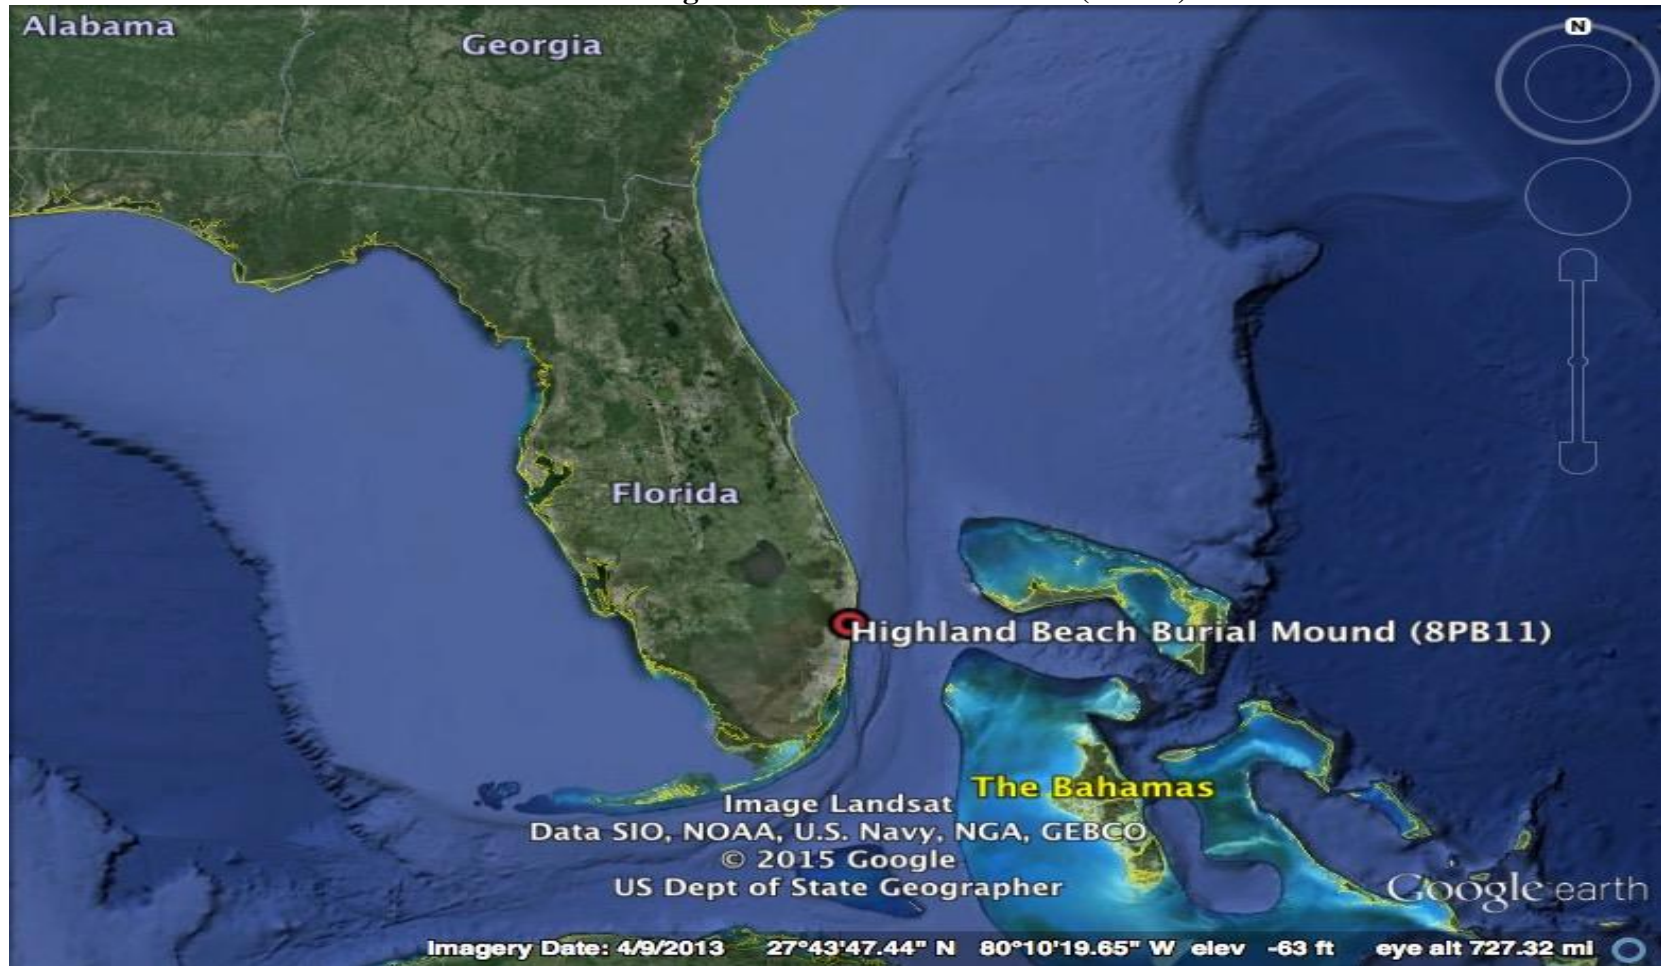 Alabama
Georgia
N
Florida
Highland Beach Burial Mound (8PB11)
The Bahamas
Image Landsat
Data SIO, NOAA, U.S. Navy, NGA, GEBCO
© 2015 Google
US Dept of State Geographer
Google earth
Imagery Date: 4/9/2013 27°43'47.44" N 80°10'19.65" W elev -63 ft eye alt 727.32 mi